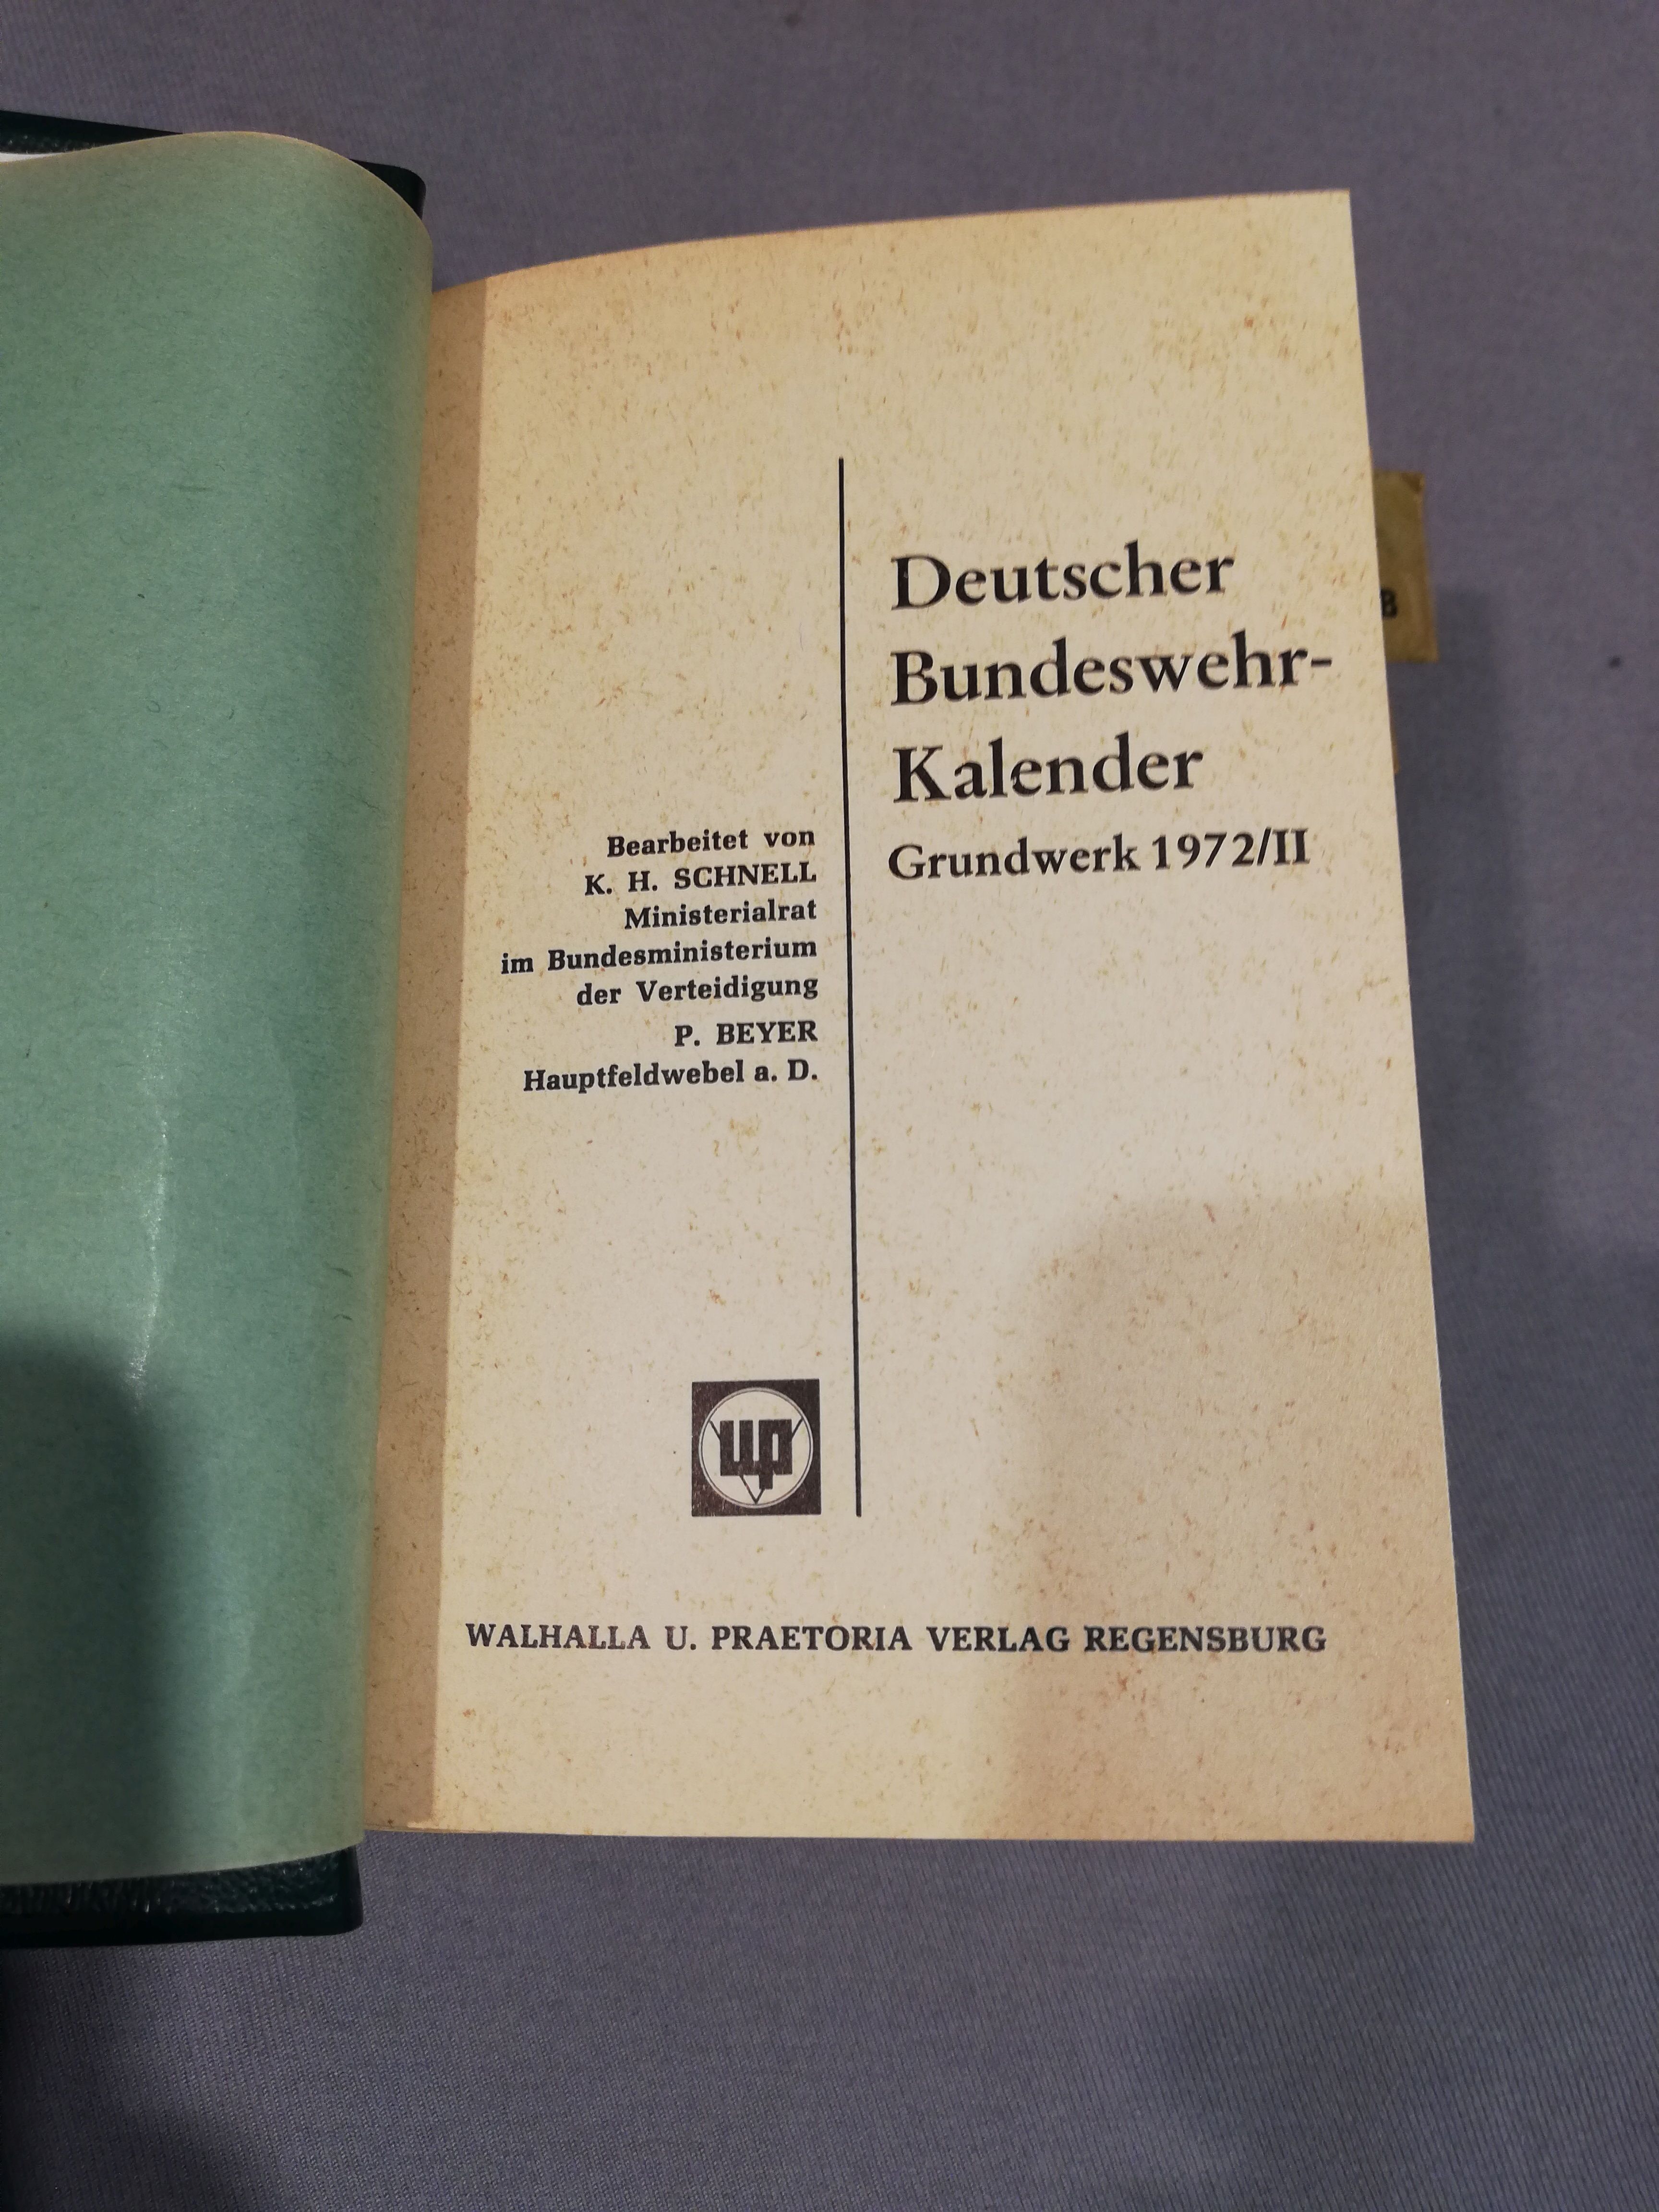 Deutscher
Bundeswehr-
Kalender
Grundwerk 1972/II
Bearbeitet von
K. H. SCHNELL
Ministerialrat
im Bundesministerium
der Verteidigung
P. BEYER
Hauptfeldwebel a. D.
B
up
WALHALLA U. PRAETORIA VERLAG REGENSBURG